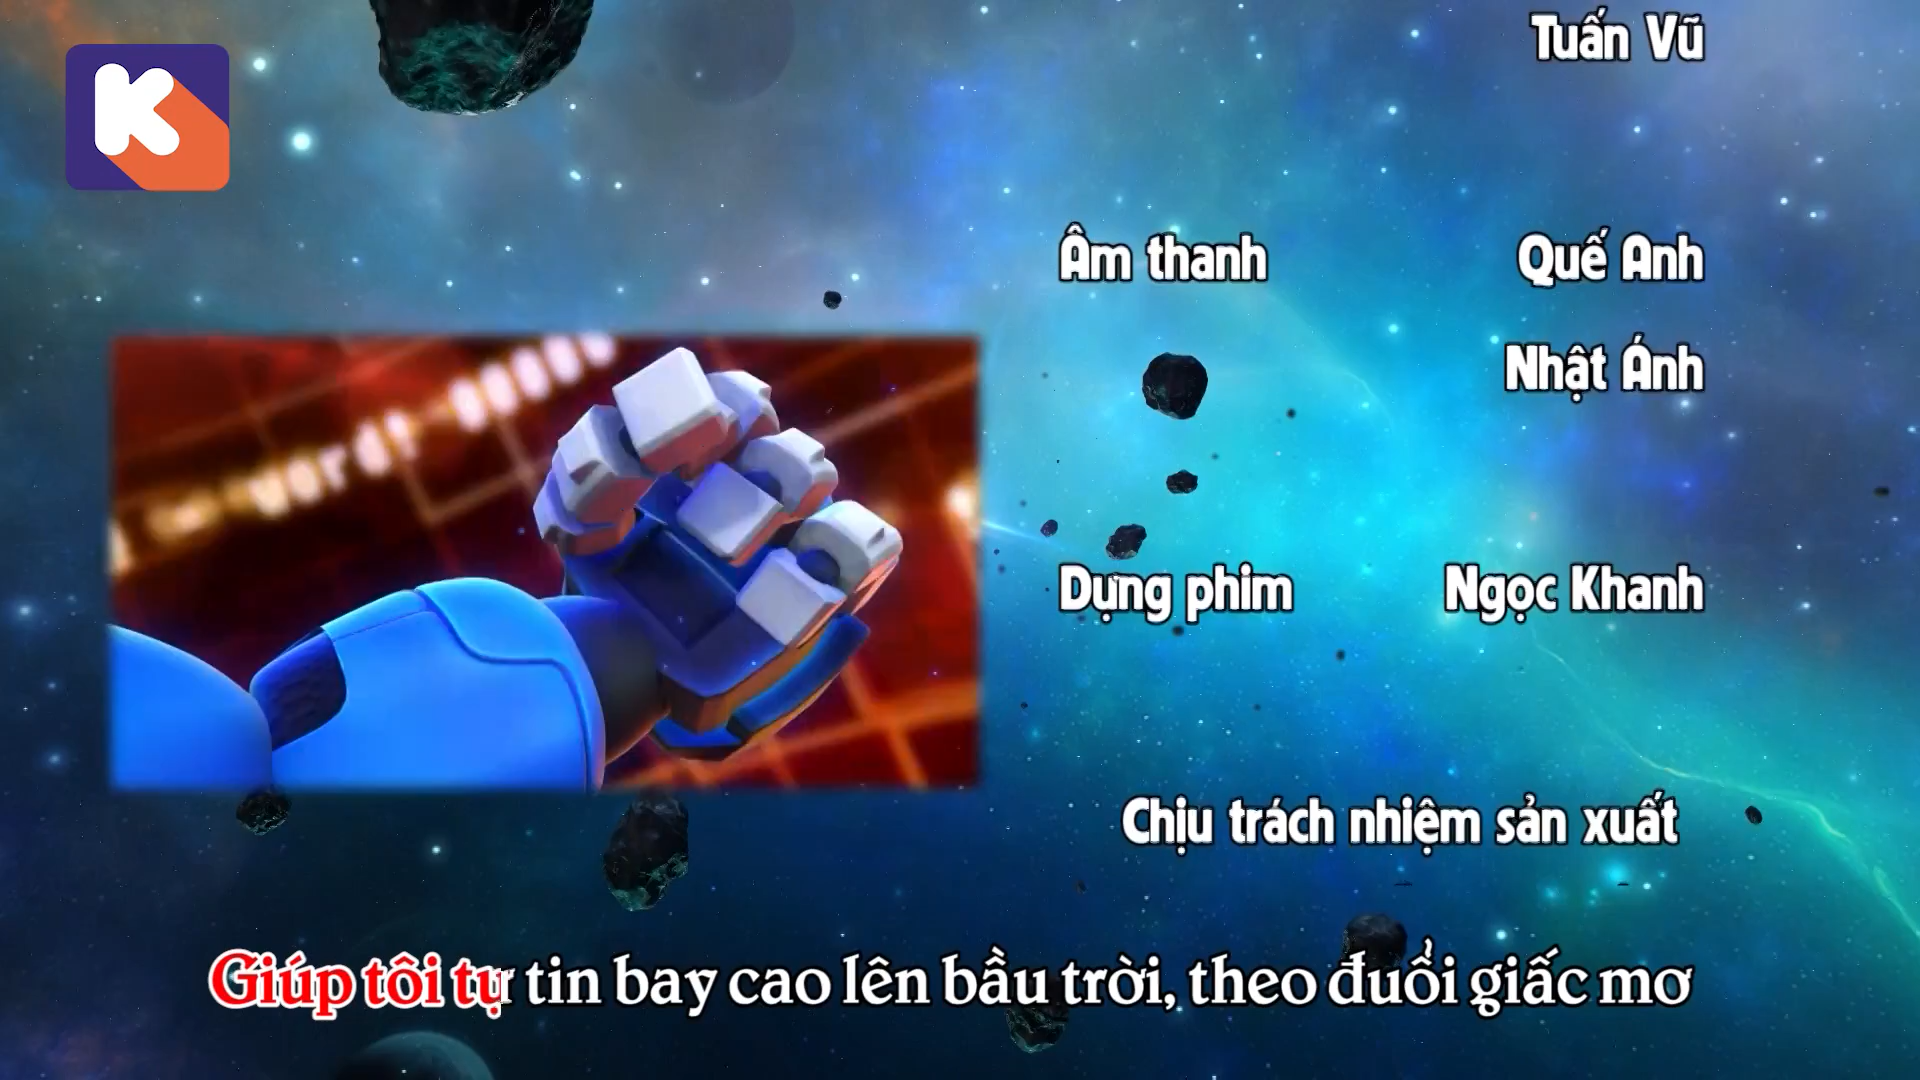 K
Tuấn Vũ
Âm thanh Quế Anh
Nhật Ánh
Dựng phim Ngọc Khanh
Chịu trách nhiệm sản xuất
Giúp tôi tự tin bay cao lên bầu trời, theo đuổi giấc mơ